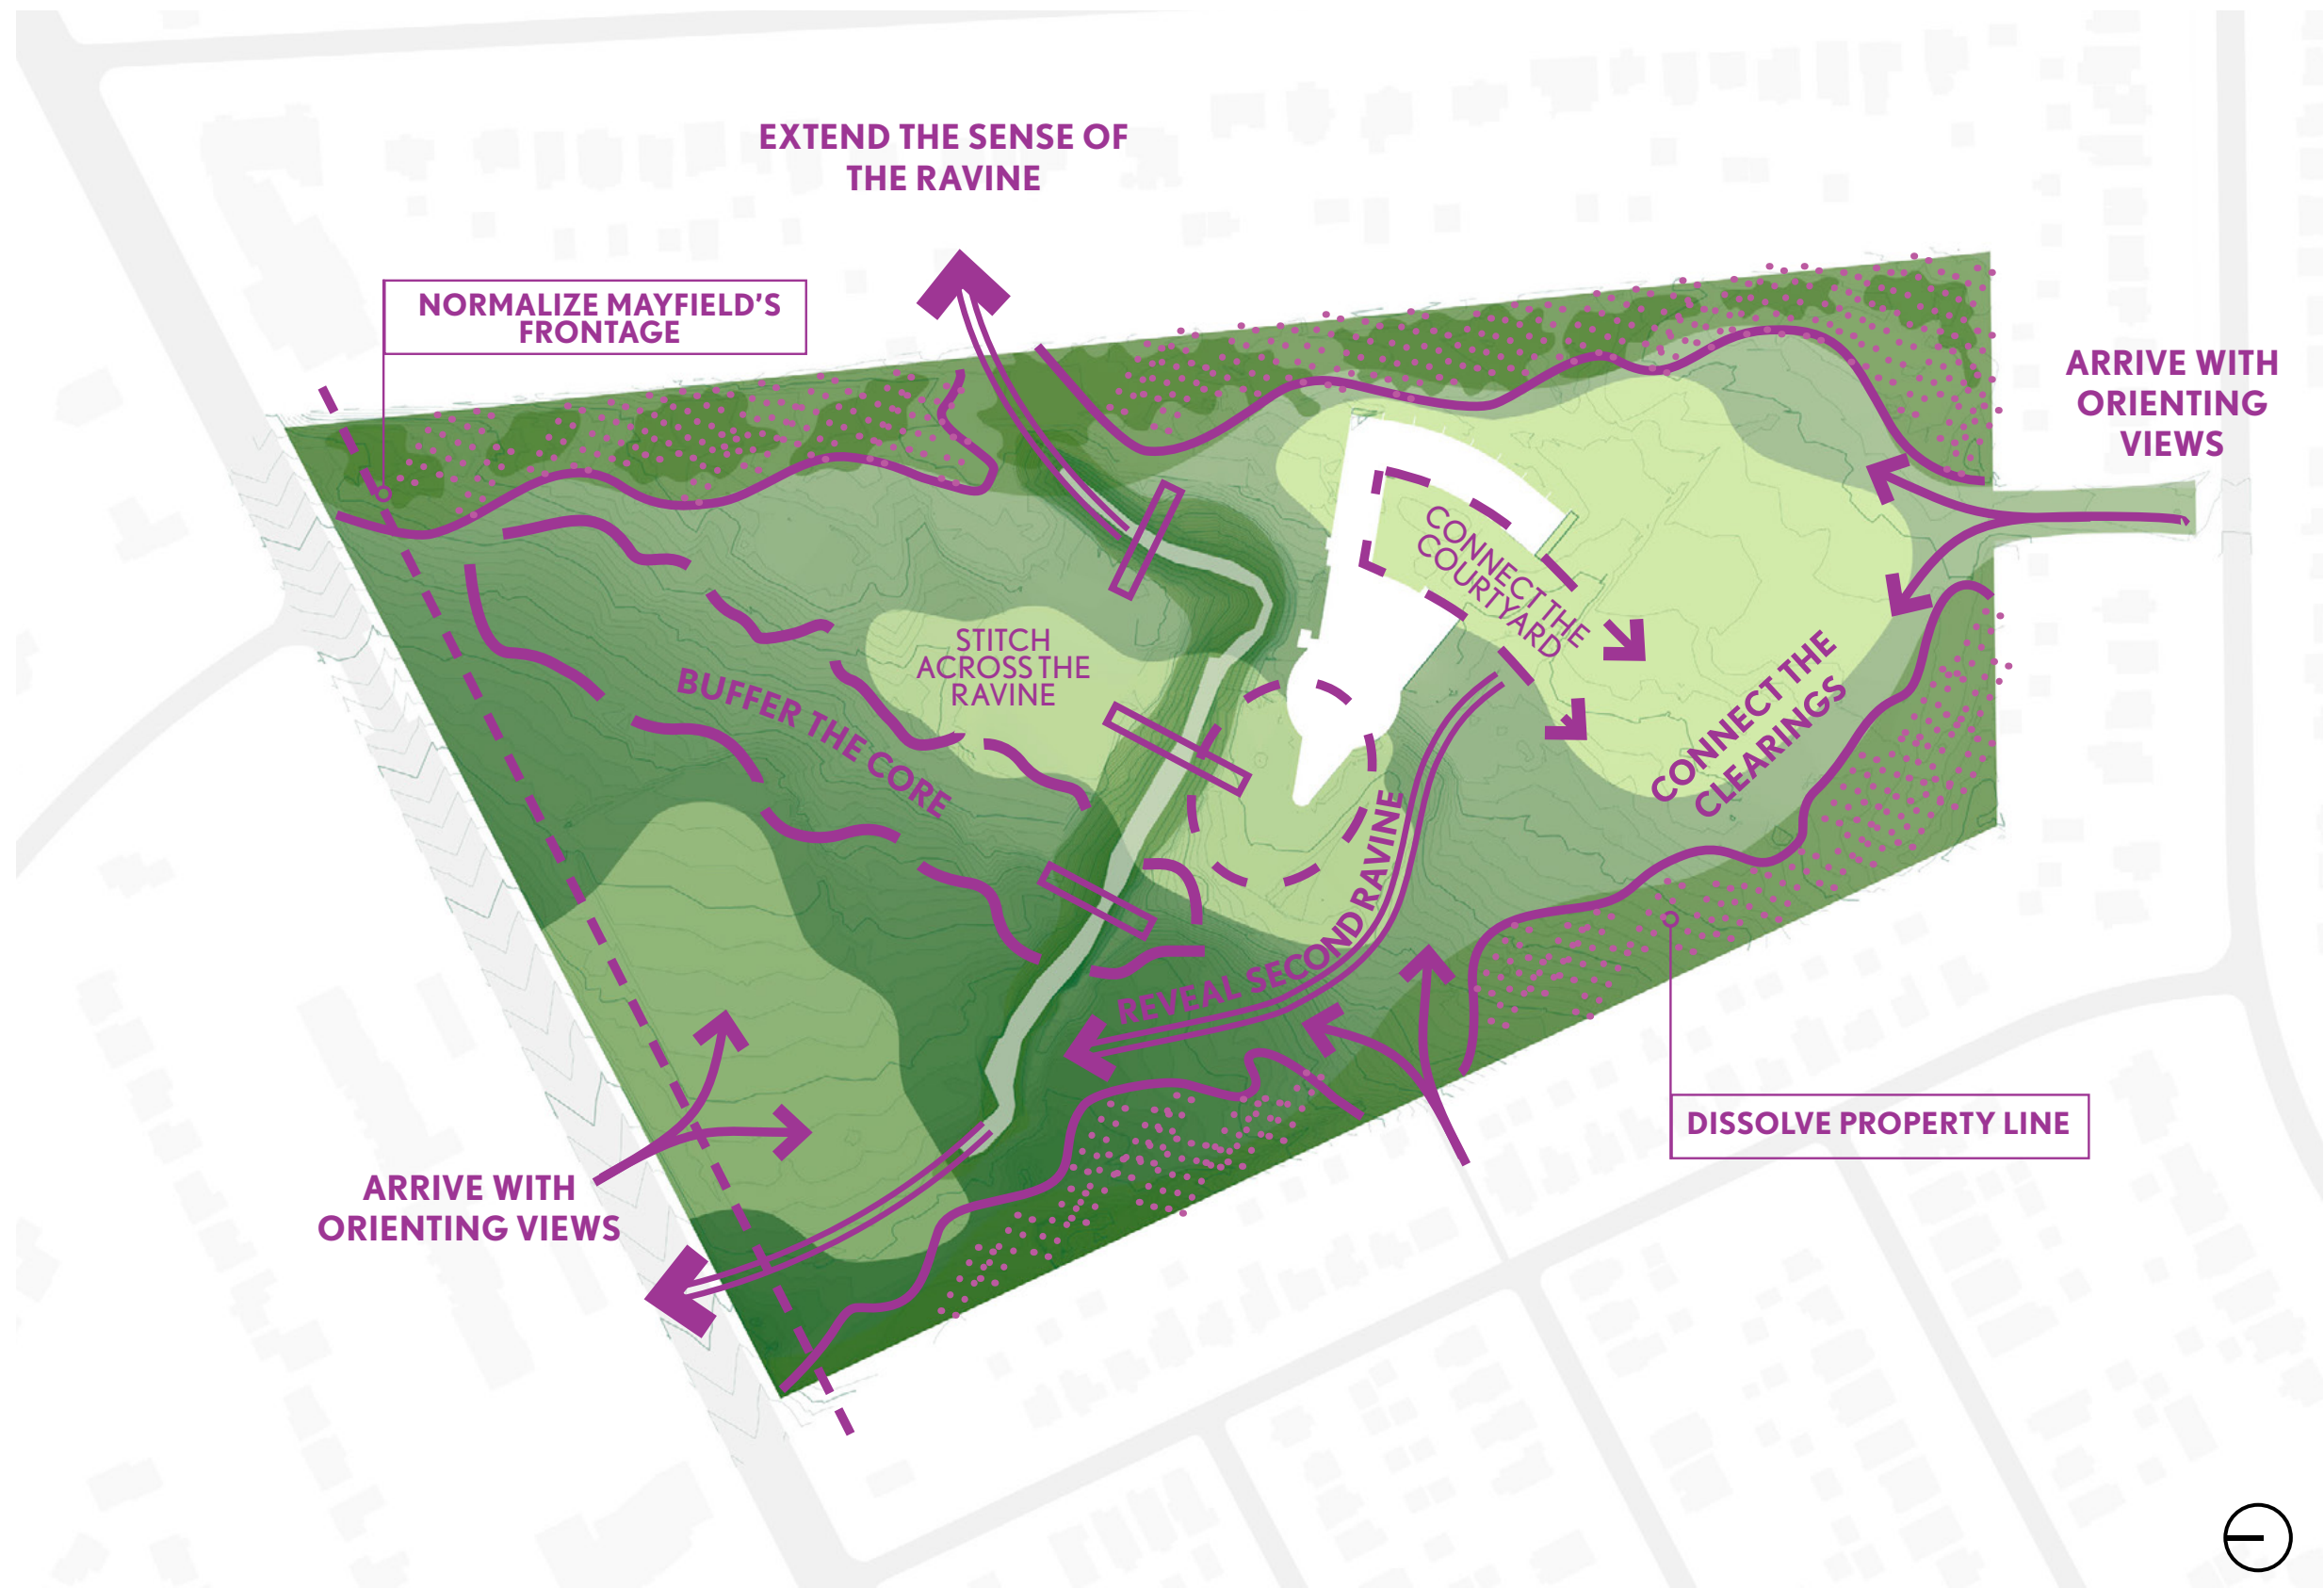 EXTEND THE SENSE OF
THE RAVINE
NORMALIZE MAYFIELD'S
FRONTAGE
ARRIVE WITH
ORIENTING
VIEWS
CONNECT THE
COURTYARD
STITCH
ACROSS THE
RAVINE
BUFFER THE CORE
CONNECT THE
CLEARINGS
REVEAL SECOND RAVINE
DISSOLVE PROPERTY LINE
ARRIVE WITH
ORIENTING VIEWS